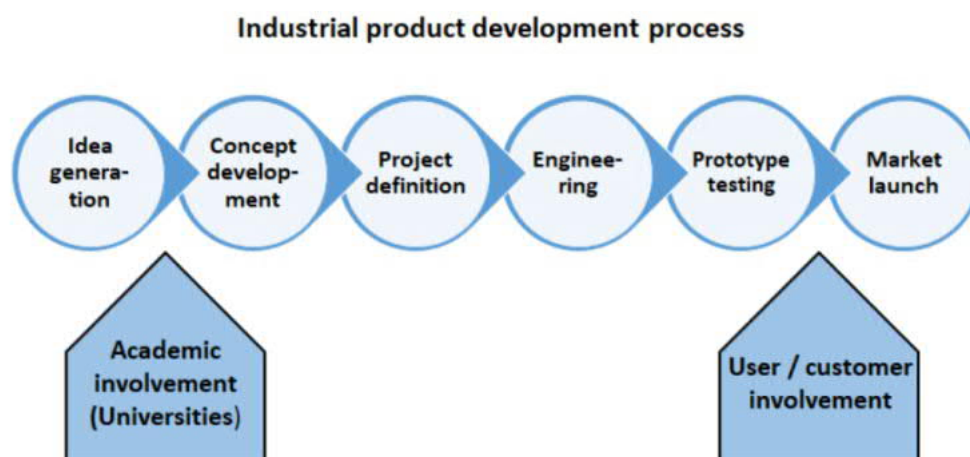 Industrial product development process
Idea
genera-
tion
Concept
develop-
ment
Project
definition
Enginee-
ring
Prototype
testing
Market
launch
Academic
involvement
(Universities)
User / customer
involvement